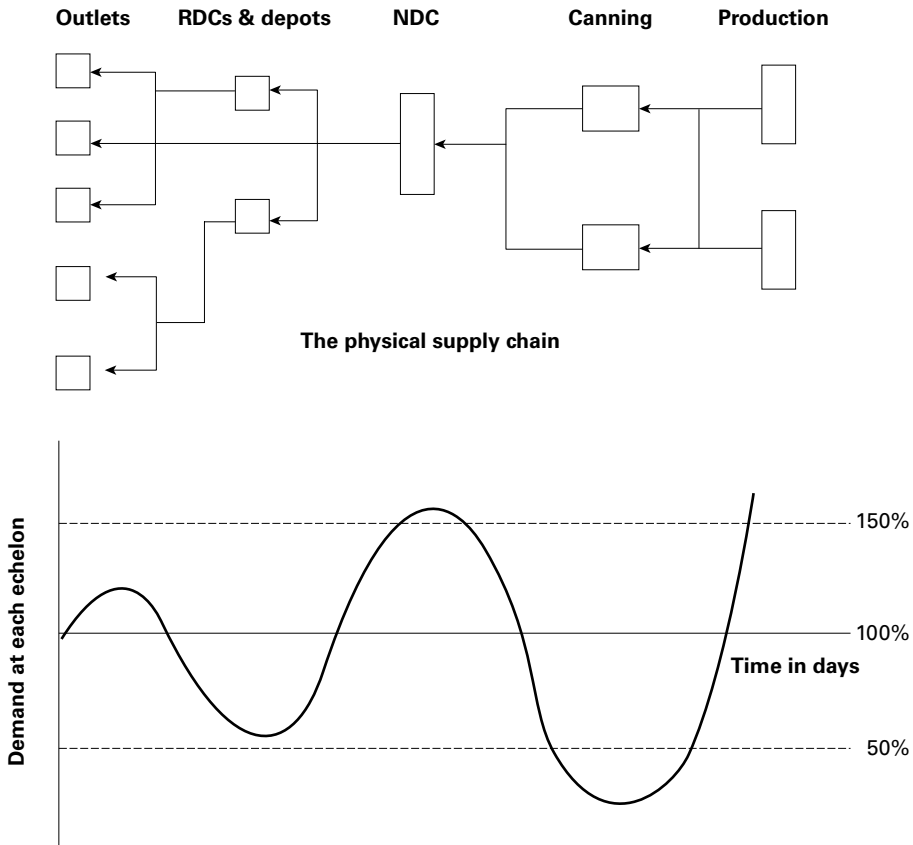 Outlets RDCs & depots NDC Canning Production
The physical supply chain
Demand at each echelon
150%
100%
Time in days
50%